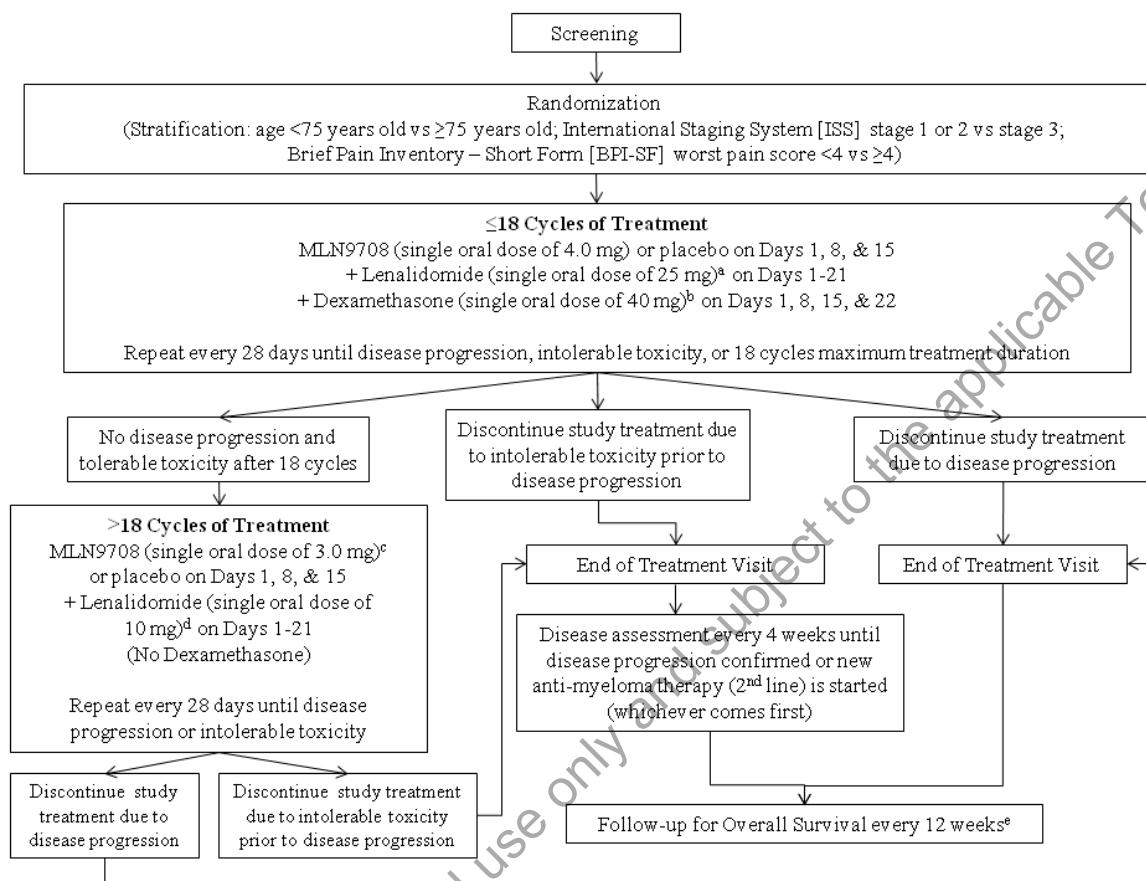 Screening
Randomization
(Stratification: age <75 years old vs ≥75 years old; International Staging System [ISS] stage 1 or 2 vs stage 3;
Brief Pain Inventory – Short Form [BPI-SF] worst pain score <4 vs ≥4)
≤18 Cycles of Treatment
MLN9708 (single oral dose of 4.0 mg) or placebo on Days 1, 8, & 15
+ Lenalidomide (single oral dose of 25 mg)ᵃ on Days 1-21
+ Dexamethasone (single oral dose of 40 mg)ᵇ on Days 1, 8, 15, & 22
Repeat every 28 days until disease progression, intolerable toxicity, or 18 cycles maximum treatment duration
No disease progression and
tolerable toxicity after 18 cycles
Discontinue study treatment due
to intolerable toxicity prior to
disease progression
Discontinue study treatment
due to disease progression
>18 Cycles of Treatment
MLN9708 (single oral dose of 3.0 mg)ᶜ
or placebo on Days 1, 8, & 15
+ Lenalidomide (single oral dose of
10 mg)ᵈ on Days 1-21
(No Dexamethasone)
Repeat every 28 days until disease
progression or intolerable toxicity
End of Treatment Visit
End of Treatment Visit
Disease assessment every 4 weeks until
disease progression confirmed or new
anti-myeloma therapy (2ⁿᵈ line) is started
(whichever comes first)
Discontinue study
treatment due to
disease progression
Discontinue study treatment
due to intolerable toxicity
prior to disease progression
Follow-up for Overall Survival every 12 weeksᵉ
use only and subject to the applicable